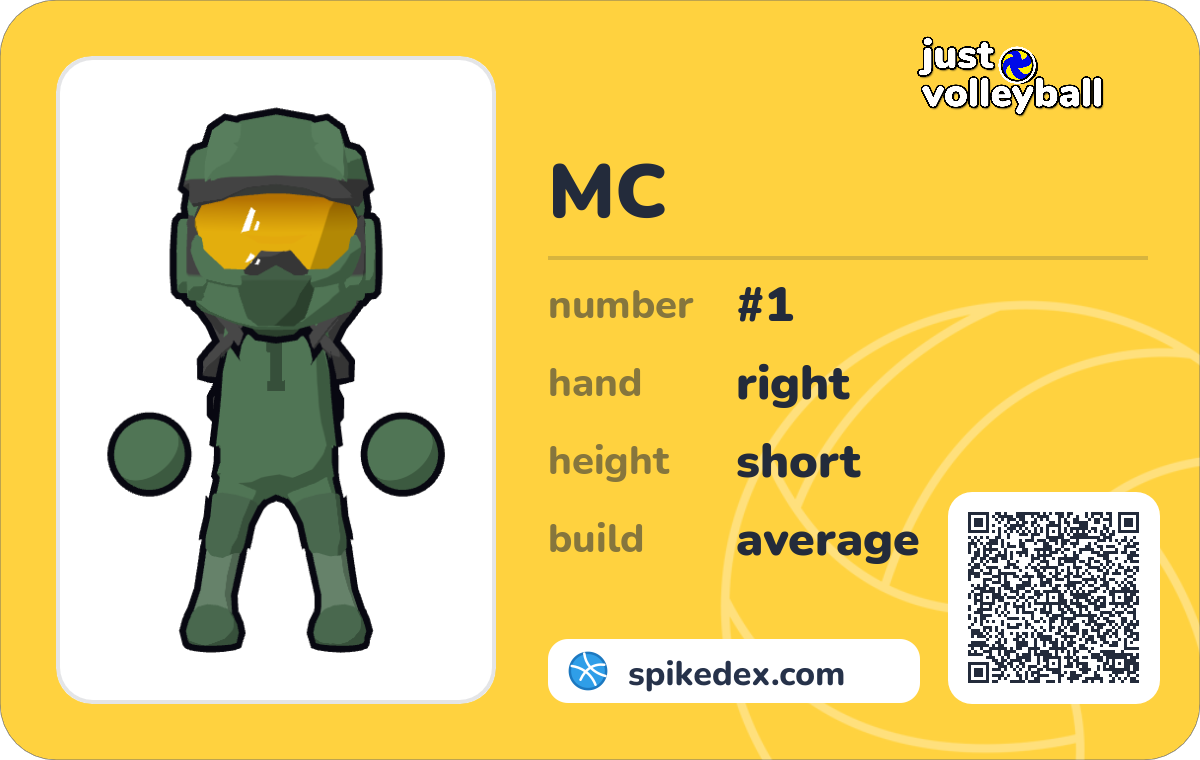 just
volleyball
MC
number #1
hand right
height short
build average
spikedex.com
1